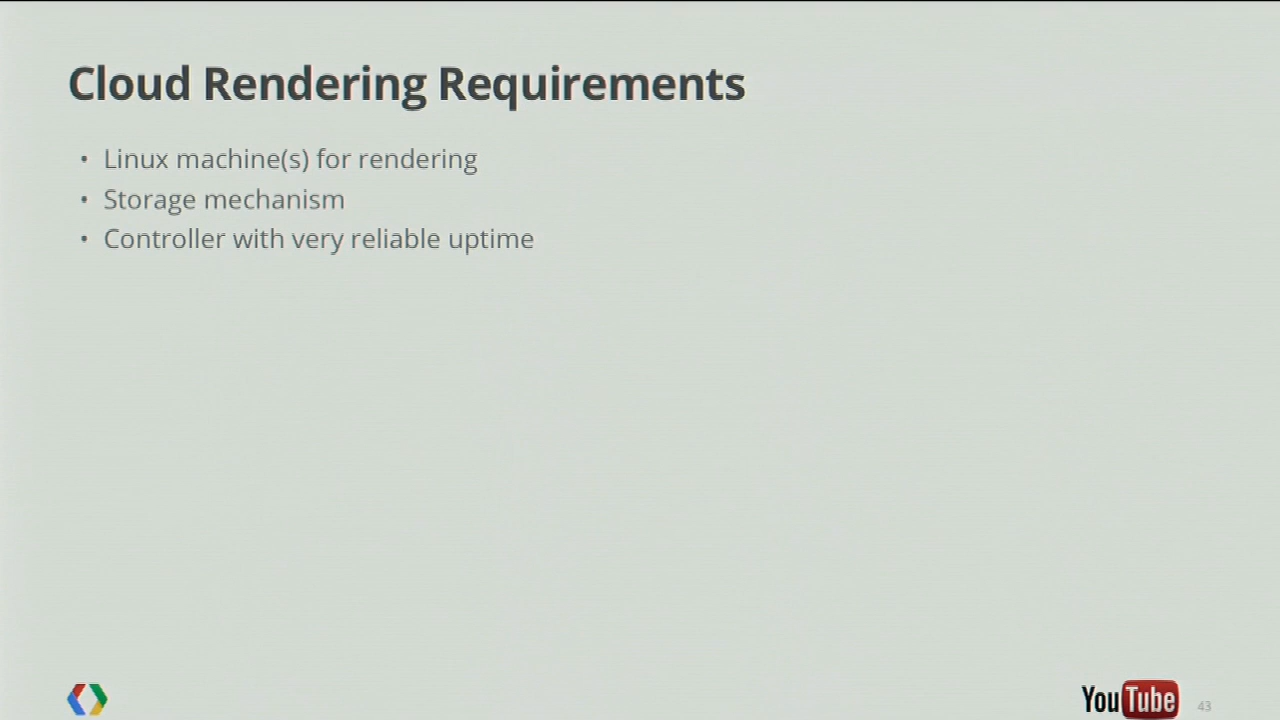 Cloud Rendering Requirements
• Linux machine(s) for rendering
• Storage mechanism
• Controller with very reliable uptime
YouTube
43